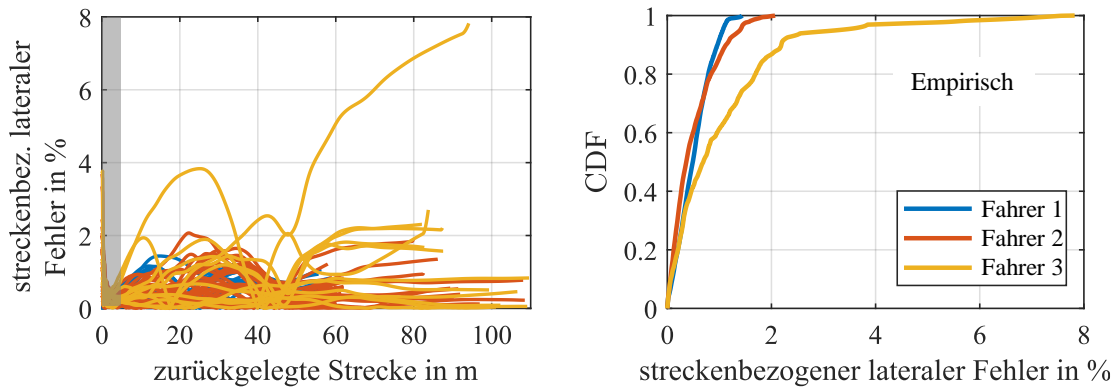 streckenbez. lateraler
Fehler in %
8
6
4
2
0
0 20 40 60 80 100
zurückgelegte Strecke in m
CDF
1
0.8
0.6
0.4
0.2
0
0 2 4 6 8
streckenbezogener lateraler Fehler in %
Empirisch
Fahrer 1
Fahrer 2
Fahrer 3